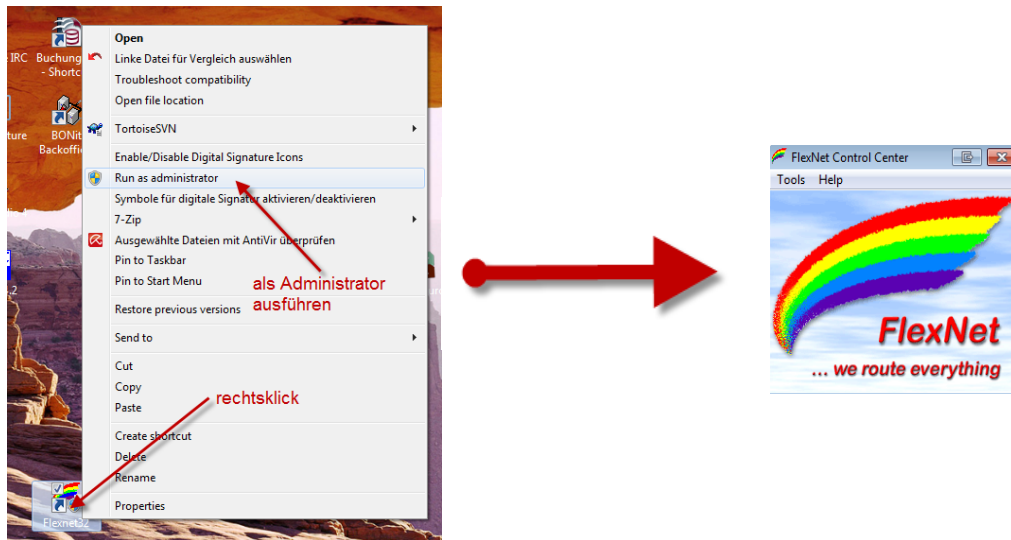 IRC
Buchung
- Shortc
ture
BONit
Backoffi
.2
Open
Linke Datei für Vergleich auswählen
Troubleshoot compatibility
Open file location
TortoiseSVN
Enable/Disable Digital Signature Icons
Run as administrator
Symbole für digitale Signatur aktivieren/deaktivieren
7-Zip
Ausgewählte Dateien mit AntiVir überprüfen
Pin to Taskbar
Pin to Start Menu
als Administrator
ausführen
Restore previous versions
Send to
Cut
Copy
rechtsklick
Paste
Create shortcut
Delete
Rename
Properties
Flexnet32
FlexNet Control Center
Tools Help
FlexNet
... we route everything